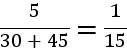 5/(30 + 45) = 1/15